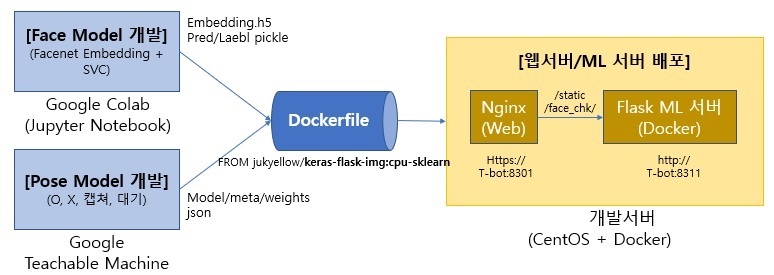 [Face Model 개발]
(Facenet Embedding +
SVC)
Google Colab
(Jupyter Notebook)
Embedding.h5
Pred/Laebl pickle
[Pose Model 개발]
(O, X, 캡쳐, 대기)
Google
Teachable Machine
Model/meta/weights
json
Dockerfile
FROM jukyellow/keras-flask-img:cpu-sklearn
[웹서버/ML 서버 배포]
Nginx
(Web)
/static
/face_chk/
Flask ML 서버
(Docker)
Https://
T-bot:8301
http://
T-bot:8311
개발서버
(CentOS + Docker)